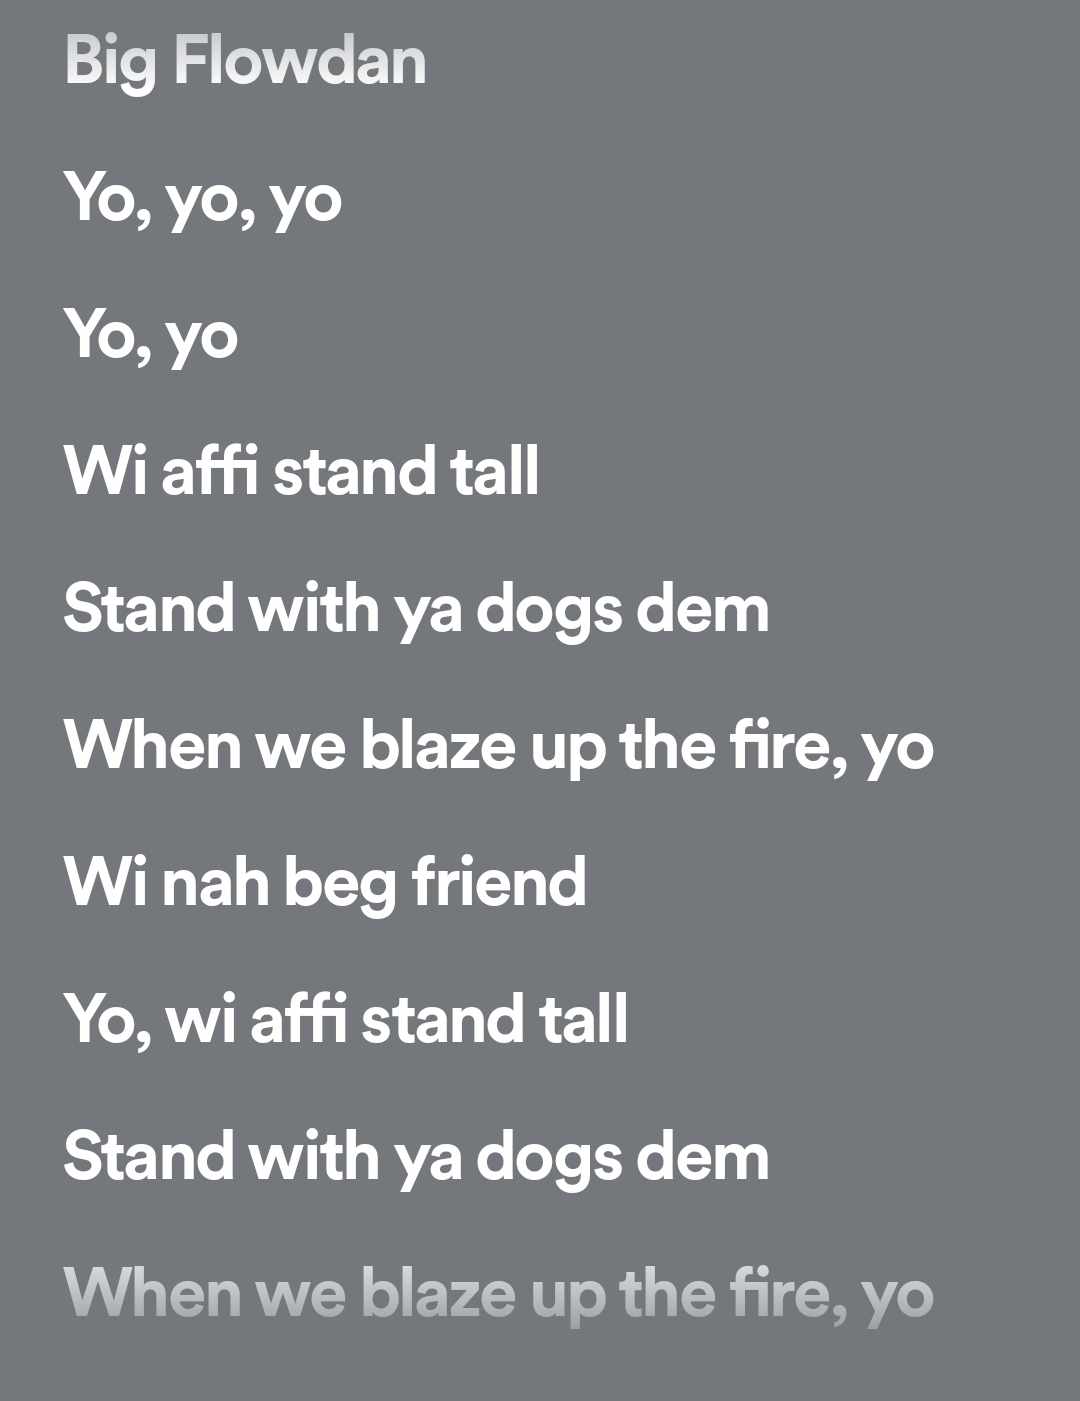 Big Flowdan
Yo, yo, yo
Yo, yo
Wi affi stand tall
Stand with ya dogs dem
When we blaze up the fire, yo
Wi nah beg friend
Yo, wi affi stand tall
Stand with ya dogs dem
When we blaze up the fire, yo